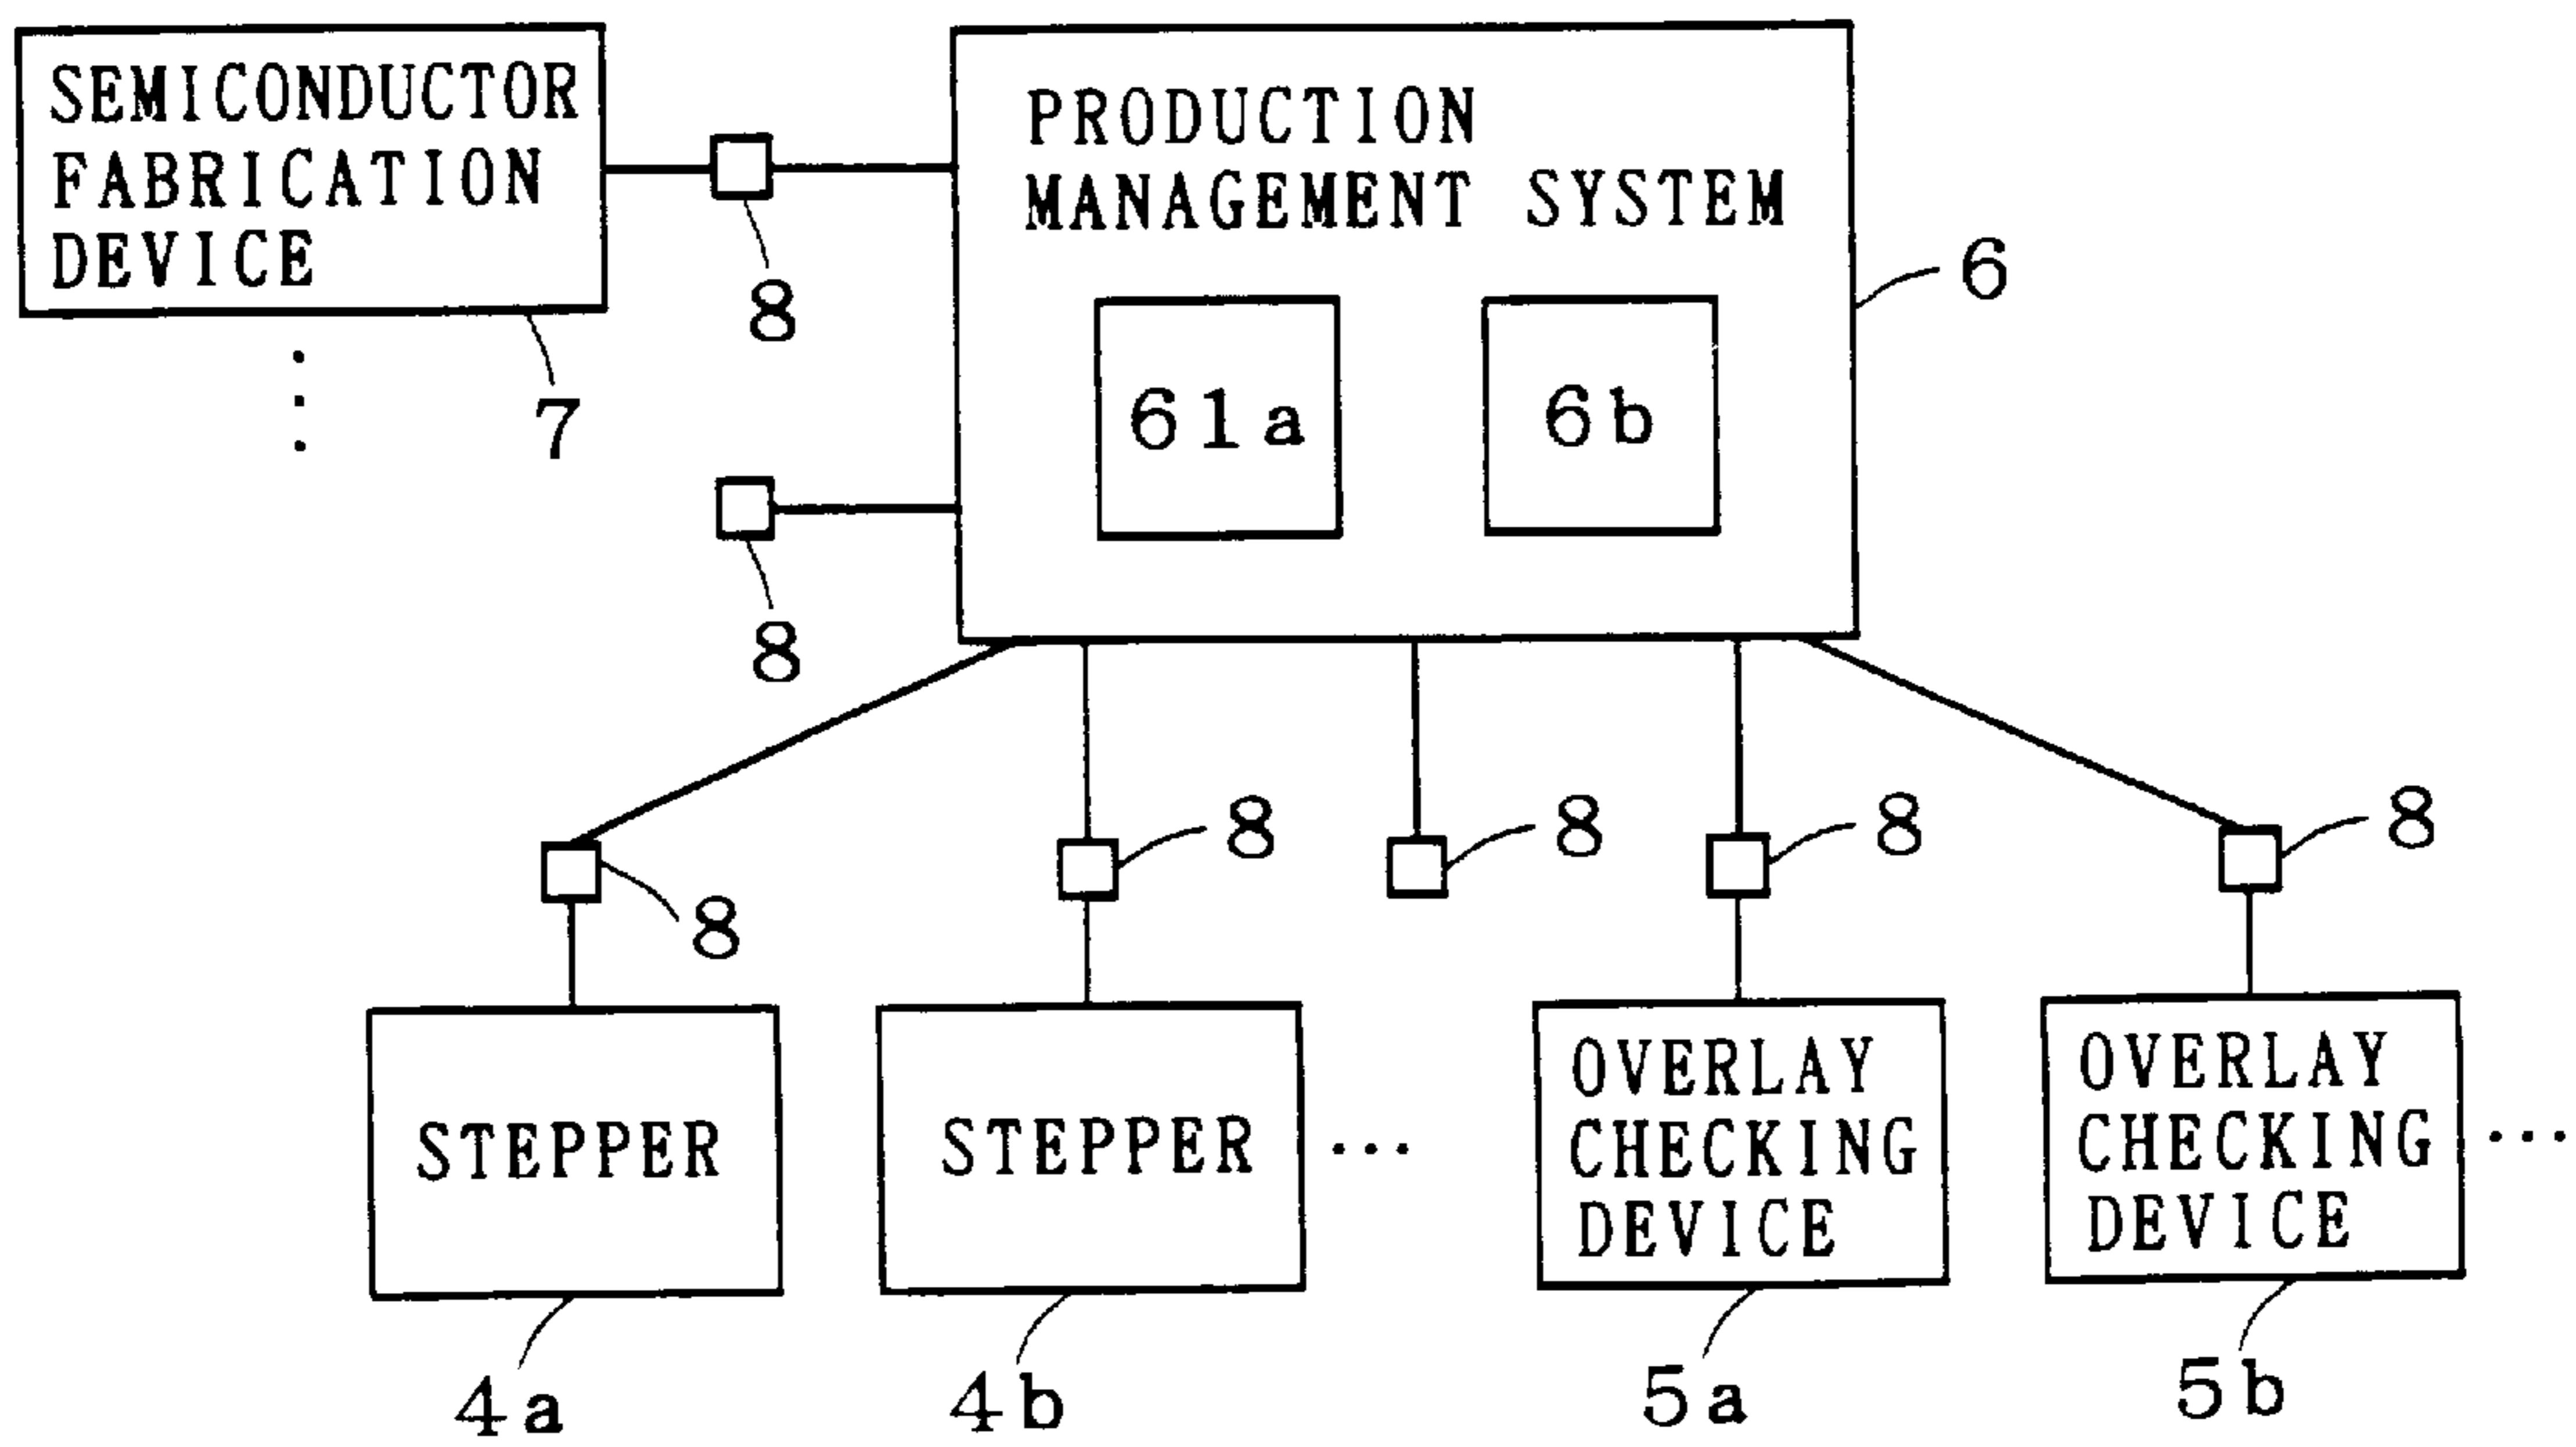 SEMICONDUCTOR
FABRICATION
DEVICE
7
8
8
PRODUCTION
MANAGEMENT SYSTEM
61a
6b
6
8
8
8
8
8
STEPPER
4a
STEPPER
4b
...
OVERLAY
CHECKING
DEVICE
5a
OVERLAY
CHECKING
DEVICE
5b
...